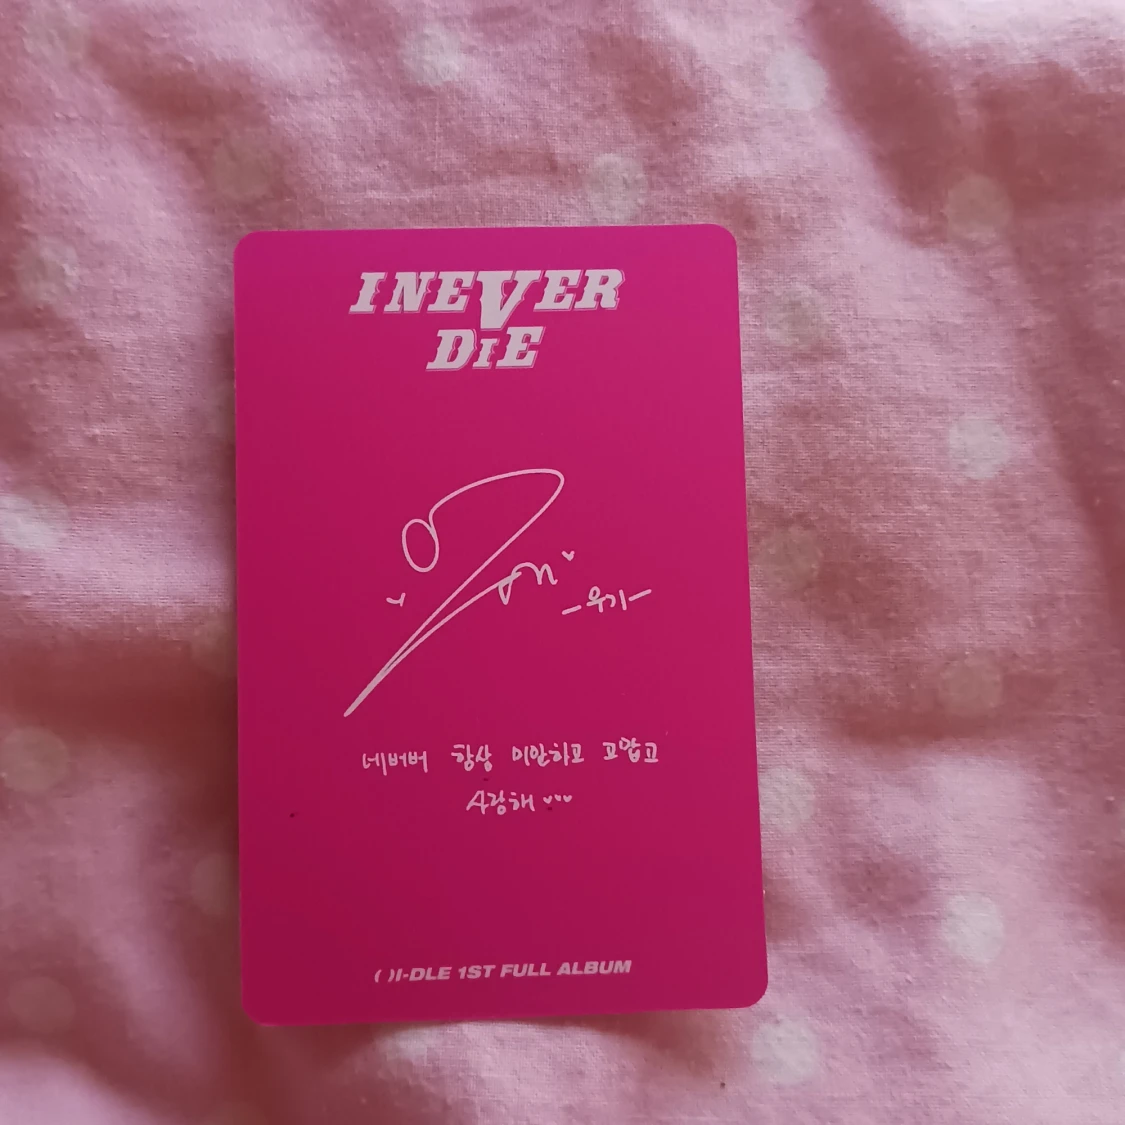 I NEVER
DIE
-우기-
네버버 항상 미안하고 고맙고
사랑해
( )I-DLE 1ST FULL ALBUM